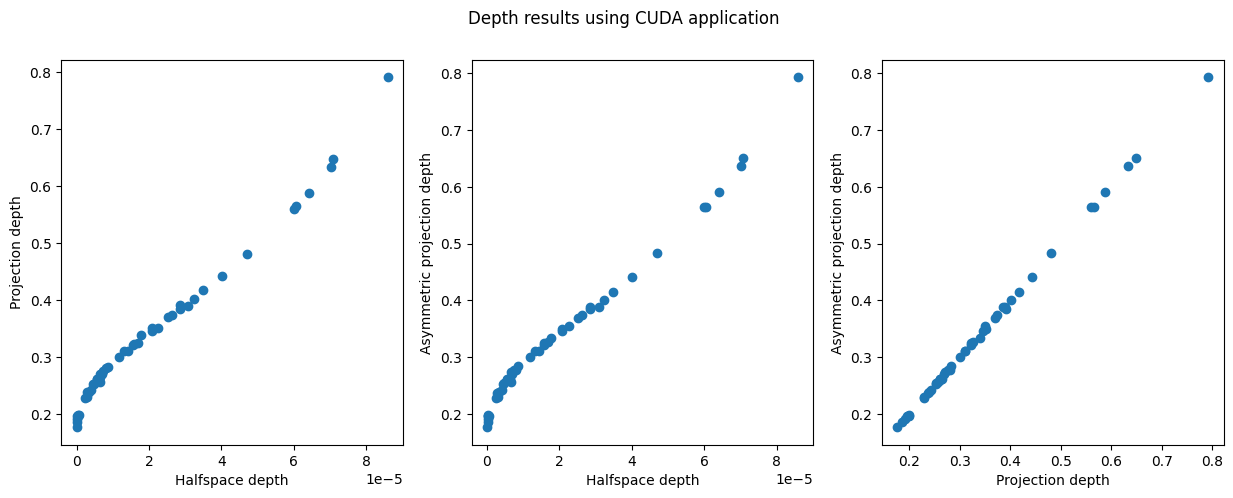 Depth results using CUDA application
Projection depth
0.8
0.7
0.6
0.5
0.4
0.3
0.2
0 2 4 6 8
1e−5
Halfspace depth
Asymmetric projection depth
0.8
0.7
0.6
0.5
0.4
0.3
0.2
0 2 4 6 8
1e−5
Halfspace depth
Asymmetric projection depth
0.8
0.7
0.6
0.5
0.4
0.3
0.2
0.2 0.3 0.4 0.5 0.6 0.7 0.8
Projection depth